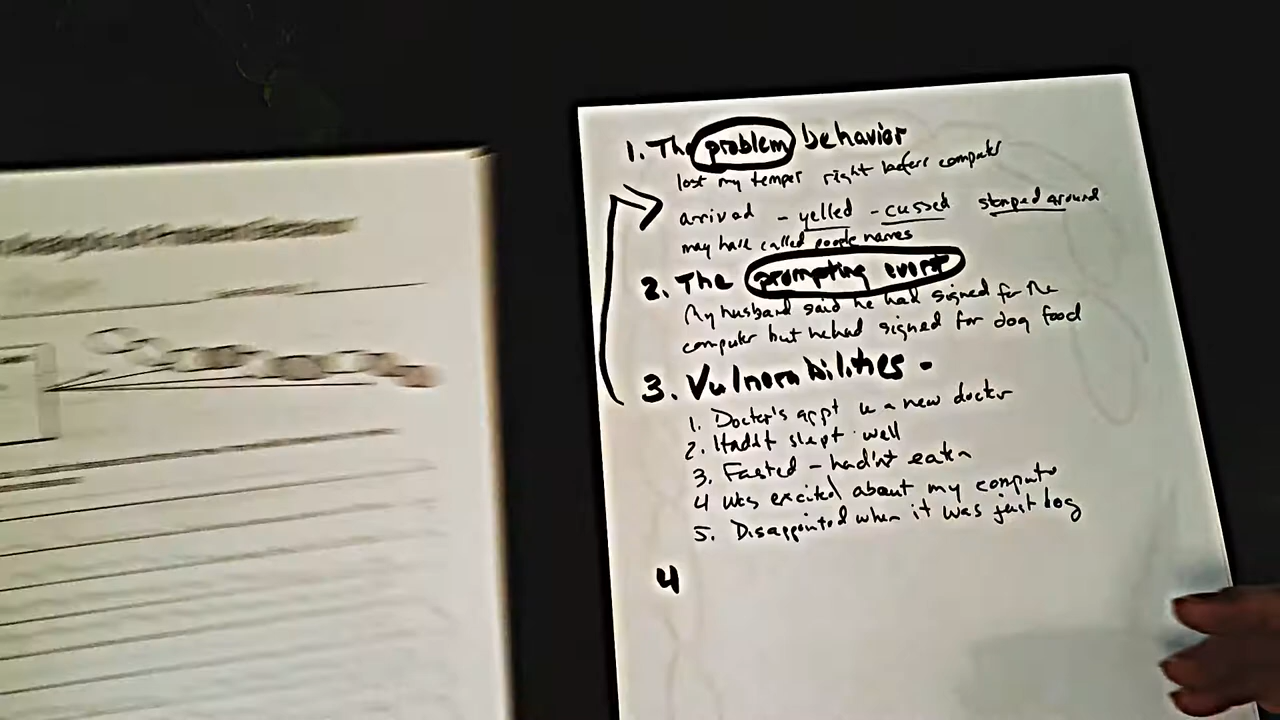 1. The problem behavior
lost my temper right before computer
arrived - yelled - cussed stomped around
may have called people names
2. The prompting event
My husband said he had signed for the
computer but he had signed for dog food
3. Vulnerabilities -
1. Doctor's appt a new doctor
2. Hadn't slept well
3. Fasted - hadn't eaten
4 Was excited about my computer
5. Disappointed when it was just dog
4